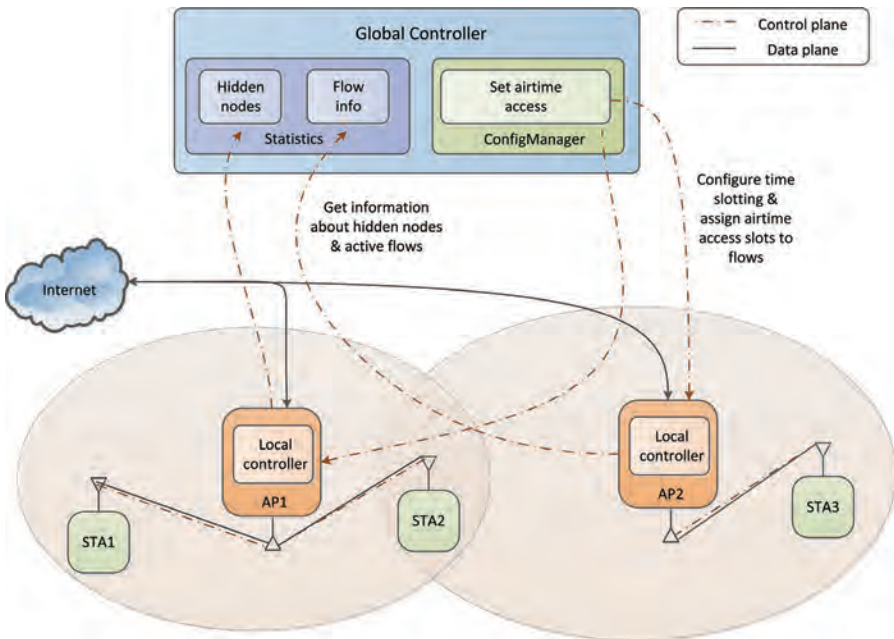 Global Controller
Control plane
Data plane
Hidden
nodes
Flow
info
Statistics
Set airtime
access
ConfigManager
Get information
about hidden nodes
& active flows
Configure time
slotting &
assign airtime
access slots to
flows
Internet
Local
controller
AP1
Local
controller
AP2
STA1
STA2
STA3